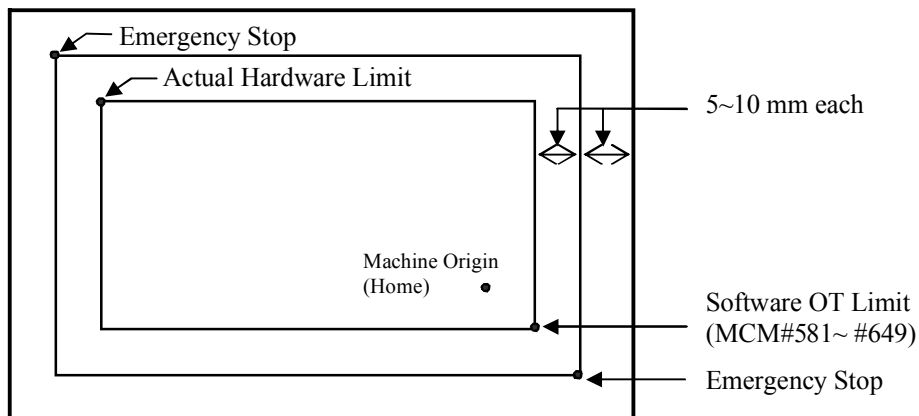 Emergency Stop
Actual Hardware Limit
5~10 mm each
Machine Origin
(Home)
Software OT Limit
(MCM#581~ #649)
Emergency Stop